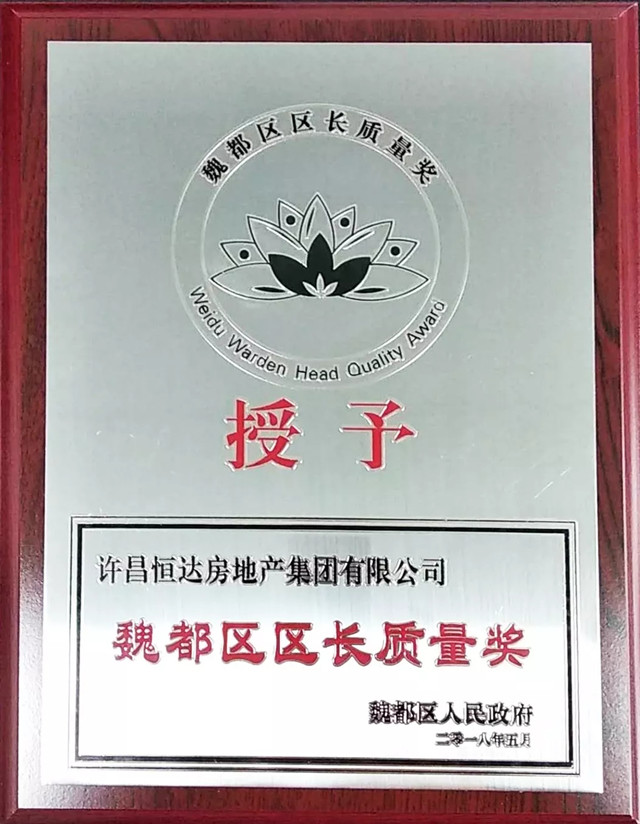 魏都区区长质量奖
Weidu Warden Head Quality Award
授予
许昌恒达房地产集团有限公司
魏都区区长质量奖
魏都区人民政府
二零一八年五月